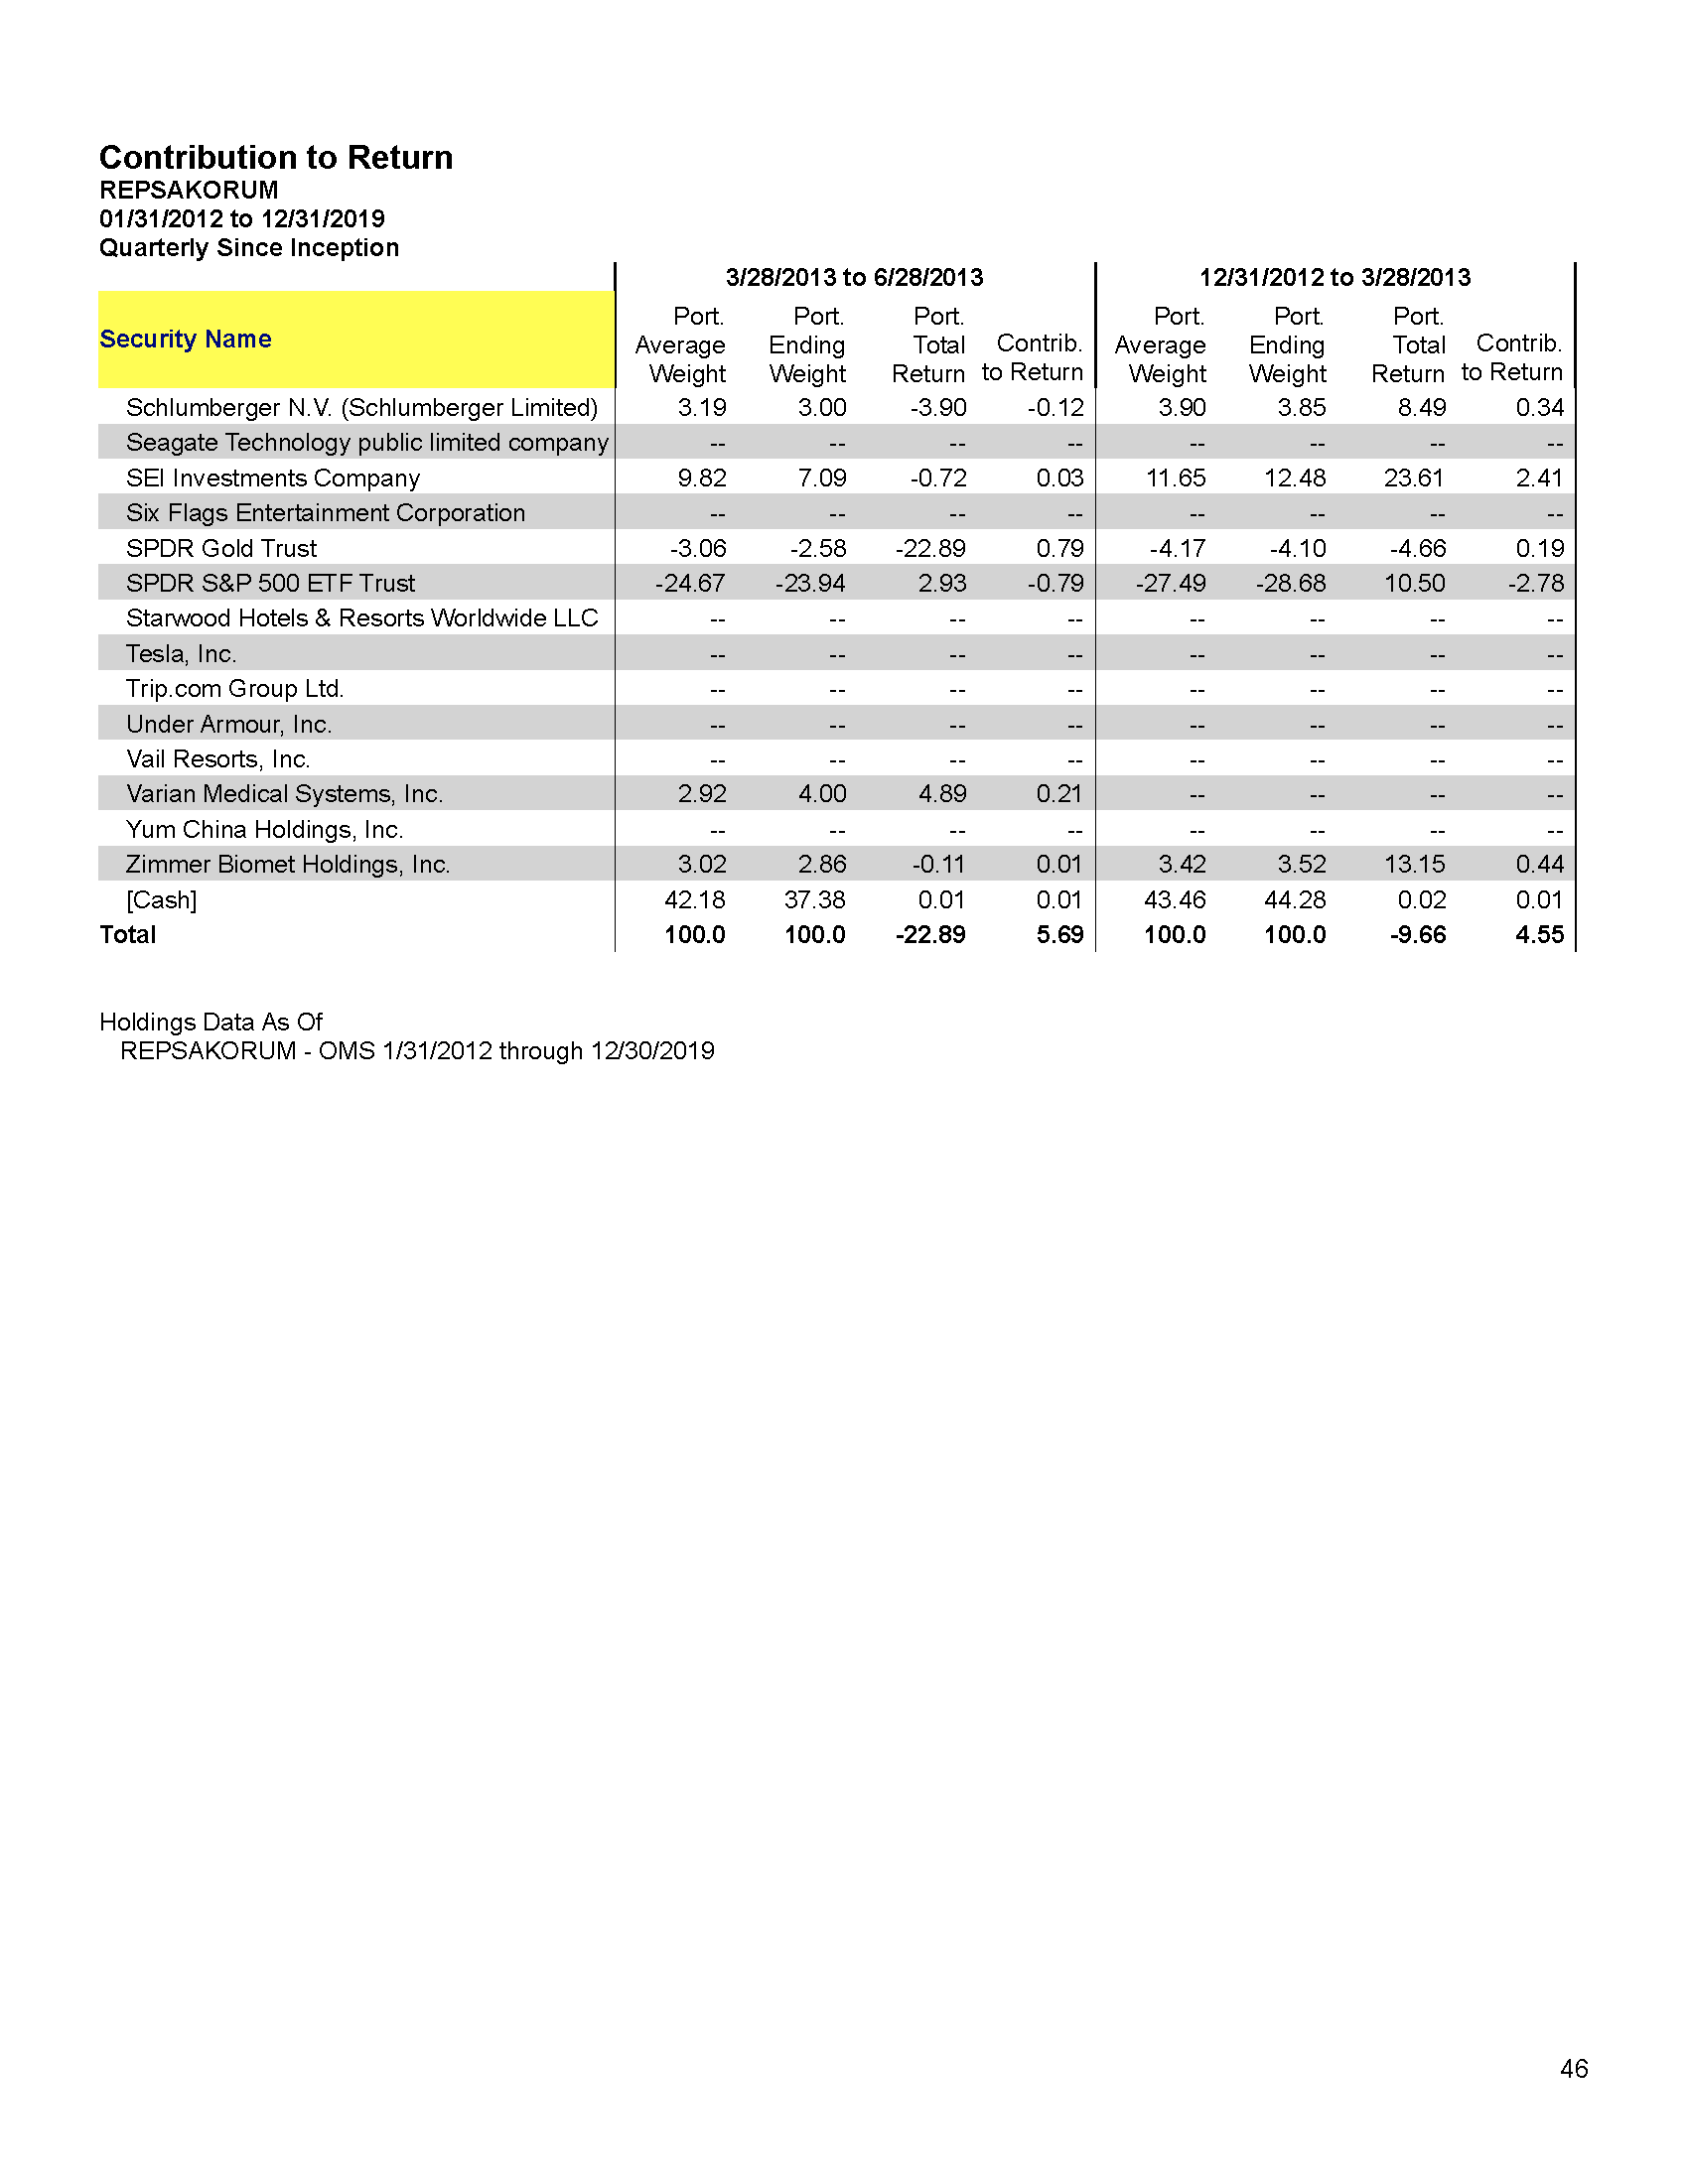 Contribution to Return
REPSAKORUM
01/31/2012 to 12/31/2019
Quarterly Since Inception
3/28/2013 to 6/28/2013 12/31/2012 to 3/28/2013
Security Name Port. Average Weight Port. Ending Weight Port. Total Return Contrib. to Return Port. Average Weight Port. Ending Weight Port. Total Return Contrib. to Return
Schlumberger N.V. (Schlumberger Limited) 3.19 3.00 -3.90 -0.12 3.90 3.85 8.49 0.34
Seagate Technology public limited company -- -- -- -- -- -- -- --
SEI Investments Company 9.82 7.09 -0.72 0.03 11.65 12.48 23.61 2.41
Six Flags Entertainment Corporation -- -- -- -- -- -- -- --
SPDR Gold Trust -3.06 -2.58 -22.89 0.79 -4.17 -4.10 -4.66 0.19
SPDR S&P 500 ETF Trust -24.67 -23.94 2.93 -0.79 -27.49 -28.68 10.50 -2.78
Starwood Hotels & Resorts Worldwide LLC -- -- -- -- -- -- -- --
Tesla, Inc. -- -- -- -- -- -- -- --
Trip.com Group Ltd. -- -- -- -- -- -- -- --
Under Armour, Inc. -- -- -- -- -- -- -- --
Vail Resorts, Inc. -- -- -- -- -- -- -- --
Varian Medical Systems, Inc. 2.92 4.00 4.89 0.21 -- -- -- --
Yum China Holdings, Inc. -- -- -- -- -- -- -- --
Zimmer Biomet Holdings, Inc. 3.02 2.86 -0.11 0.01 3.42 3.52 13.15 0.44
[Cash] 42.18 37.38 0.01 0.01 43.46 44.28 0.02 0.01
Total 100.0 100.0 -22.89 5.69 100.0 100.0 -9.66 4.55
Holdings Data As Of
REPSAKORUM - OMS 1/31/2012 through 12/30/2019
46